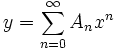 y = \sum_{n=0}^{\infty} A_n x^n